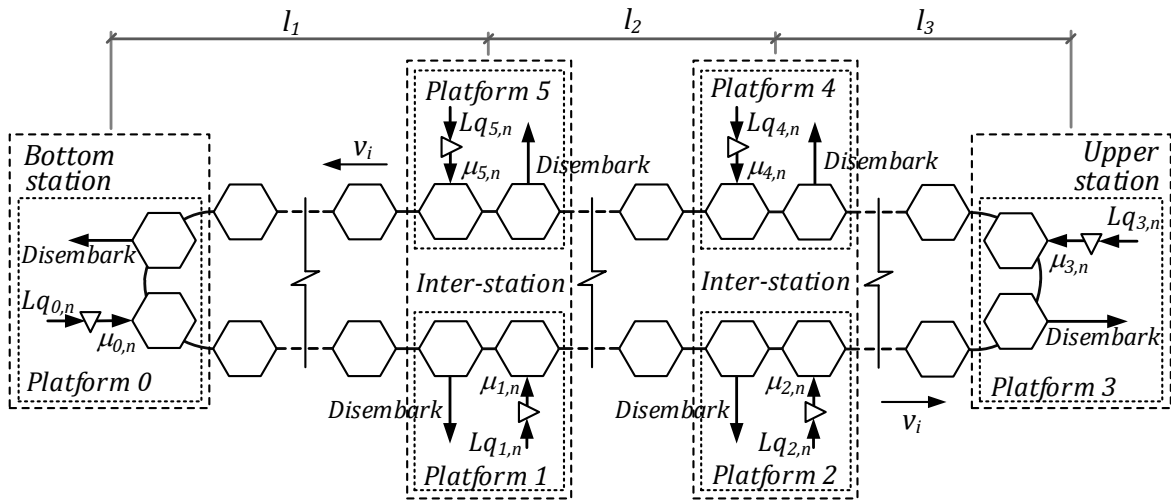 l1 l2 l3
Bottom
station
Platform 0
Disembark
Lq0,n
μ0,n
vi
Platform 5
Lq5,n
μ5,n
Disembark
Inter-station
Disembark
μ1,n
Lq1,n
Platform 1
Platform 4
Lq4,n
μ4,n
Disembark
Inter-station
Disembark
μ2,n
Lq2,n
Platform 2
vi
Upper
station
Lq3,n
μ3,n
Disembark
Platform 3